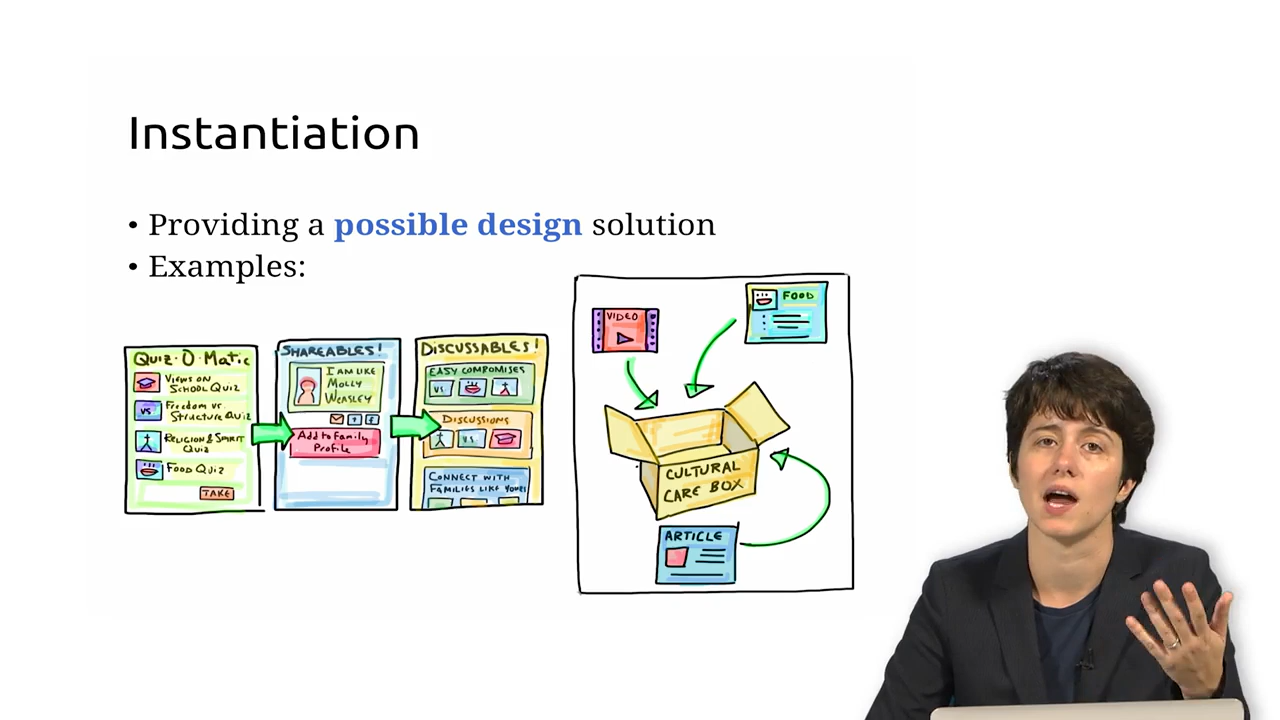 Instantiation
• Providing a possible design solution
• Examples:
QUIZ·O·MATIC
VIEWS ON
SCHOOL QUIZ
FREEDOM VS.
STRUCTURE QUIZ
RELIGION & SPIRIT
QUIZ
FOOD QUIZ
TAKE
SHAREABLES!
I AM LIKE
MOLLY
WEASLEY
Add to Family
Profile
DISCUSSABLES!
EASY COMPROMISES
VS.
DISCUSSIONS
V.S.
CONNECT WITH
FAMILIES LIKE YOURS
VIDEO
FOOD
CULTURAL
CARE BOX
ARTICLE